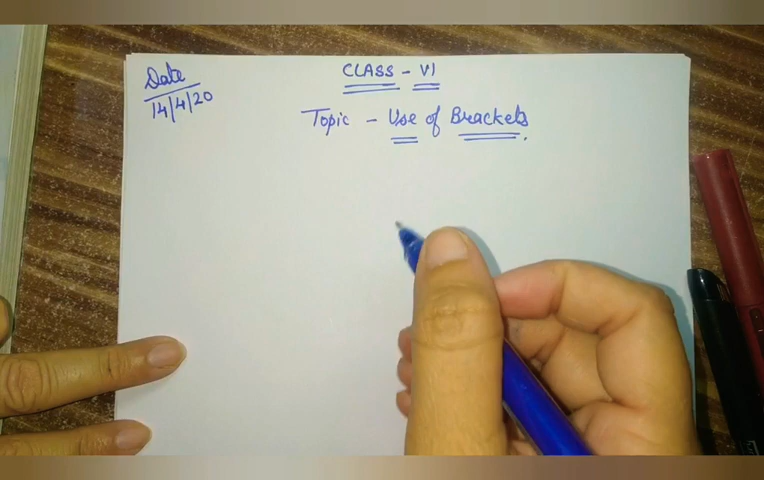 Date
14/4/20
CLASS - VI
Topic - Use of Brackets.